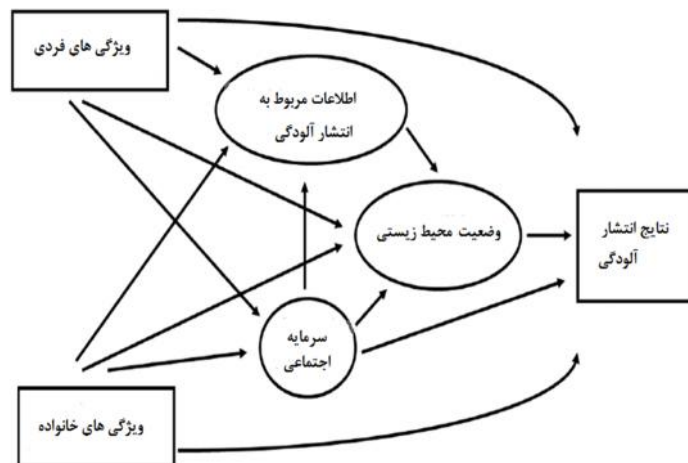 ویژگی های فردی
اطلاعات مربوط به
انتشار آلودگی
وضعیت محیط زیستی
نتایج انتشار
آلودگی
سرمایه
اجتماعی
ویژگی های خانواده